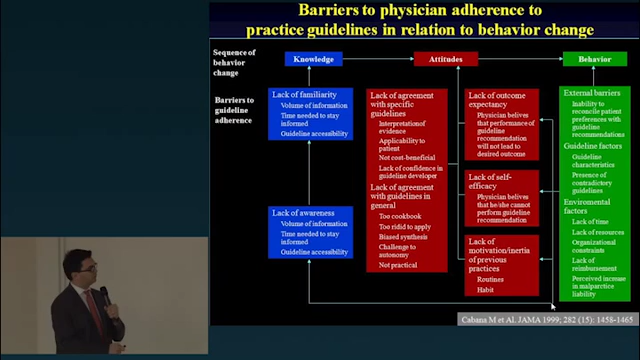 Barriers to physician adherence to
practice guidelines in relation to behavior change
Sequence of
behavior
change
Knowledge
Attitudes
Behavior
Barriers to
guideline
adherence
Lack of familiarity
Volume of information
Time needed to stay
informed
Guideline accessibility
Lack of awareness
Volume of information
Time needed to stay
informed
Guideline accessibility
Lack of agreement
with specific
guidelines
Interpretation of
evidence
Applicability to
patient
Not cost-beneficial
Lack of confidence in
guideline developer
Lack of agreement
with guidelines in
general
Too cookbook
Too ridid to apply
Biased synthesis
Challenge to
autonomy
Not practical
Lack of outcome
expectancy
Physician belives that
performance of
guideline
recommendation
will not lead to
desired outcome
Lack of self-
efficacy
Physician belives that
he/she cannot
perform guideline
recommendation
Lack of
motivation/inertia
of previous
practices
Routines
Habit
External barriers
Inability to
reconcile patient
preferences with
guideline
recommendations
Guideline factors
Guideline
characteristics
Presence of
contradictory
guidelines
Enviromental
factors
Lack of time
Lack of resources
Organizational
constraints
Lack of
reimbursement
Perceived increase
in malparctice
liability
Cabana M et Al. JAMA 1999; 282 (15): 1458-1465